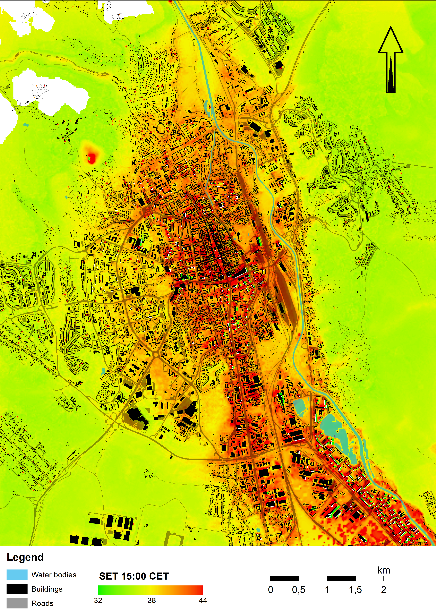 Legend
Water bodies
Buildings
Roads
SET 15:00 CET
32 38 44
km
0 0,5 1 1,5 2